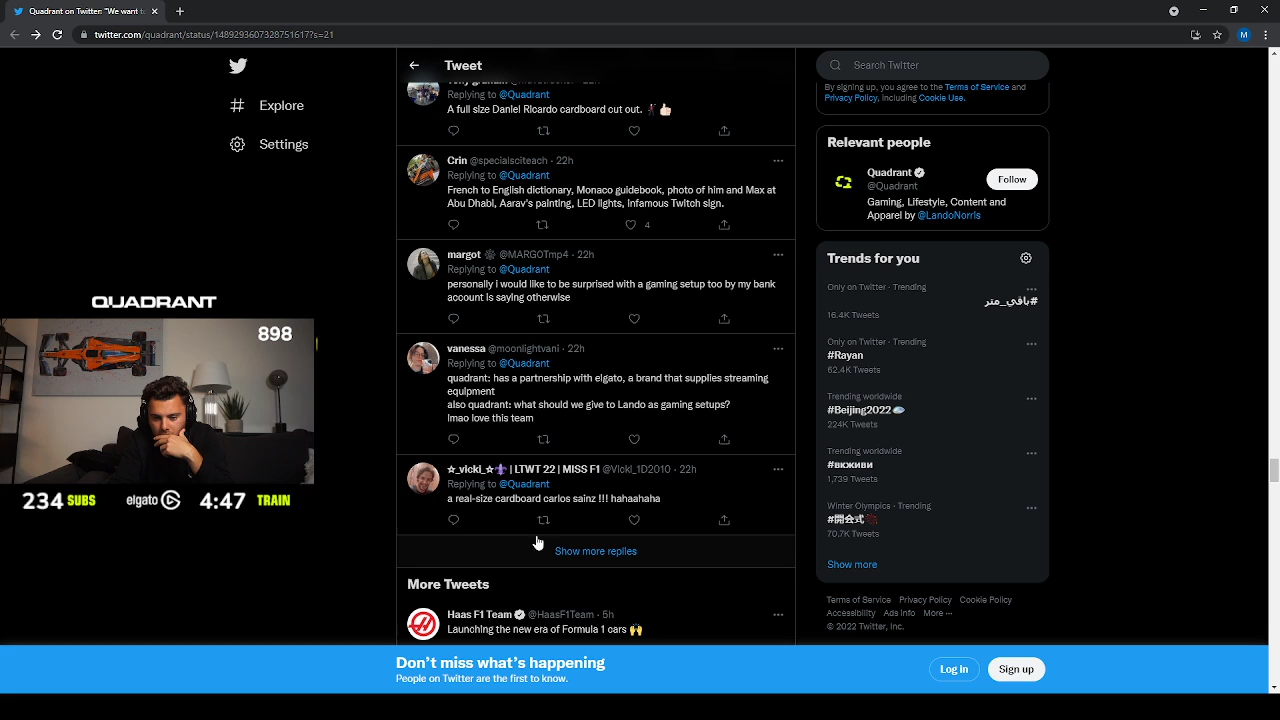 Quadrant on Twitter: "We want to
twitter.com/quadrant/status/1489293607328751617?s=21
M
Explore
Settings
Tweet
Replying to @Quadrant
A full size Daniel Ricardo cardboard cut out. 🕺🏿👍🏻
Crin @specialsciteach · 22h
Replying to @Quadrant
French to English dictionary, Monaco guidebook, photo of him and Max at
Abu Dhabi, Aarav's painting, LED lights, infamous Twitch sign.
4
margot 🕸 @MARG0Tmp4 · 22h
Replying to @Quadrant
personally i would like to be surprised with a gaming setup too by my bank
account is saying otherwise
vanessa @moonlightvani · 22h
Replying to @Quadrant
quadrant: has a partnership with elgato, a brand that supplies streaming
equipment
also quadrant: what should we give to Lando as gaming setups?
lmao love this team
☆_vicki_☆⚜ | LTWT 22 | MISS F1 @Vicki_1D2010 · 22h
Replying to @Quadrant
a real-size cardboard carlos sainz !!! hahaahaha
Show more replies
More Tweets
Haas F1 Team @HaasF1Team · 5h
Launching the new era of Formula 1 cars 🙌
Search Twitter
By signing up, you agree to the Terms of Service and
Privacy Policy, including Cookie Use.
Relevant people
Quadrant
@Quadrant
Follow
Gaming, Lifestyle, Content and
Apparel by @LandoNorris
Trends for you
Only on Twitter · Trending
#باقي_متر
16.4K Tweets
Only on Twitter · Trending
#Rayan
62.4K Tweets
Trending worldwide
#Beijing2022
224K Tweets
Trending worldwide
#вкживи
1,739 Tweets
Winter Olympics · Trending
#開会式
70.7K Tweets
Show more
Terms of Service Privacy Policy Cookie Policy
Accessibility Ads info More ···
© 2022 Twitter, Inc.
QUADRANT
898
234 SUBS
elgato
4:47 TRAIN
Don't miss what's happening
People on Twitter are the first to know.
Log in
Sign up